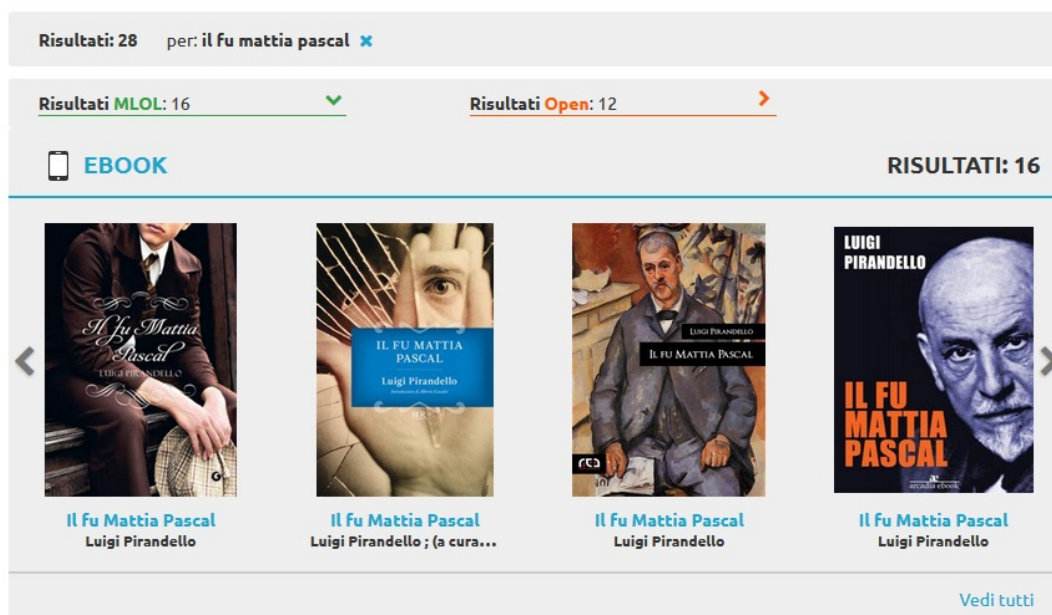 Risultati: 28 per: il fu mattia pascal ×
Risultati MLOL: 16
Risultati Open: 12
EBOOK
RISULTATI: 16
Il fu Mattia
Pascal
LUIGI PIRANDELLO
IL FU MATTIA
PASCAL
Luigi Pirandello
LUIGI PIRANDELLO
IL FU MATTIA PASCAL
LUIGI
PIRANDELLO
IL FU
MATTIA
PASCAL
arcadia ebook
Il fu Mattia Pascal
Luigi Pirandello
Il fu Mattia Pascal
Luigi Pirandello ; (a cura...
Il fu Mattia Pascal
Luigi Pirandello
Il fu Mattia Pascal
Luigi Pirandello
Vedi tutti